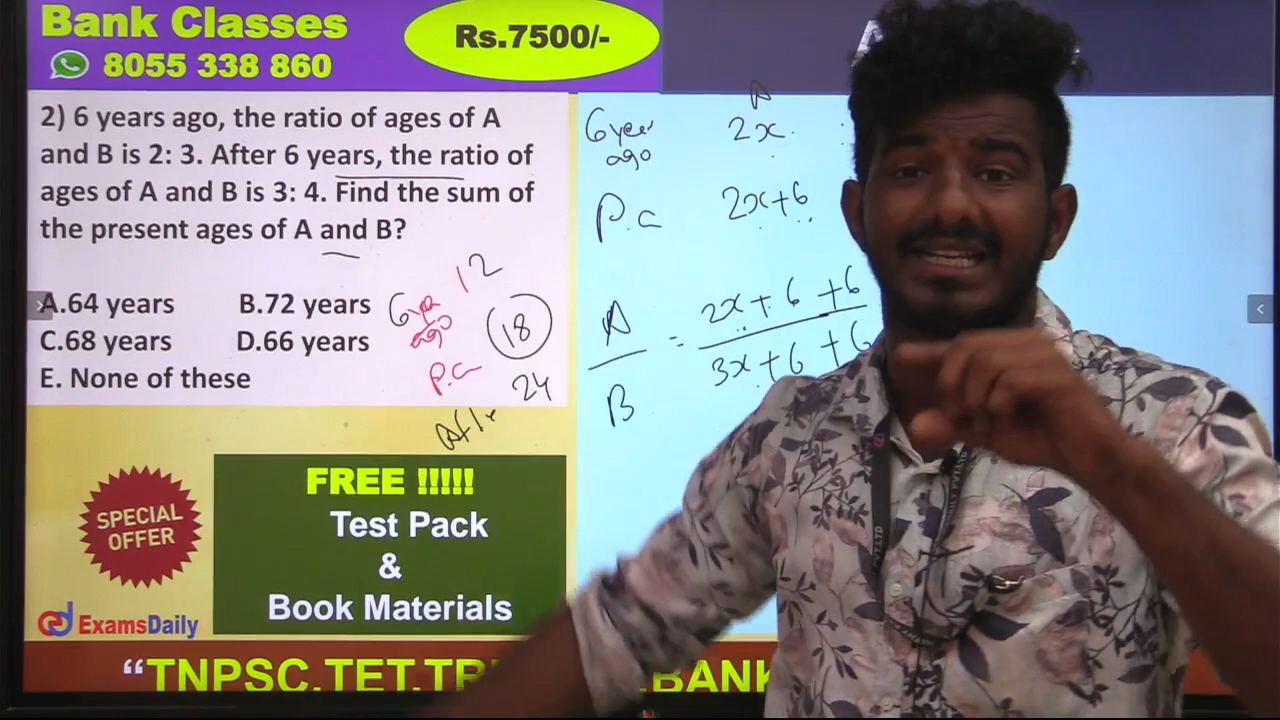 Bank Classes
8055 338 860
Rs.7500/-
2) 6 years ago, the ratio of ages of A
and B is 2: 3. After 6 years, the ratio of
ages of A and B is 3: 4. Find the sum of
the present ages of A and B?
A.64 years B.72 years
C.68 years D.66 years
E. None of these
6 yea
ago
12
18
P.a
24
6 year
ago
A
2x
:
P.a
2x+6
A
B
=
2x + 6 +6
3x + 6 + 6
SPECIAL
OFFER
FREE !!!!!
Test Pack
&
Book Materials
ExamsDaily
“TNPSC.TET.TR
BANK